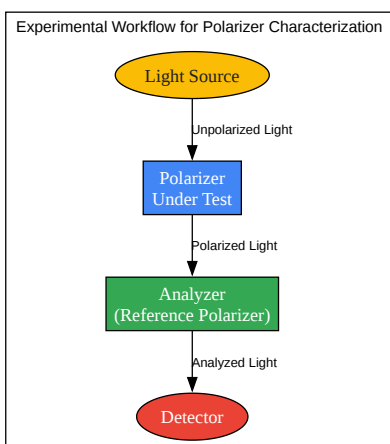 Experimental Workflow for Polarizer Characterization
Light Source
Unpolarized Light
Polarizer
Under Test
Polarized Light
Analyzer
(Reference Polarizer)
Analyzed Light
Detector